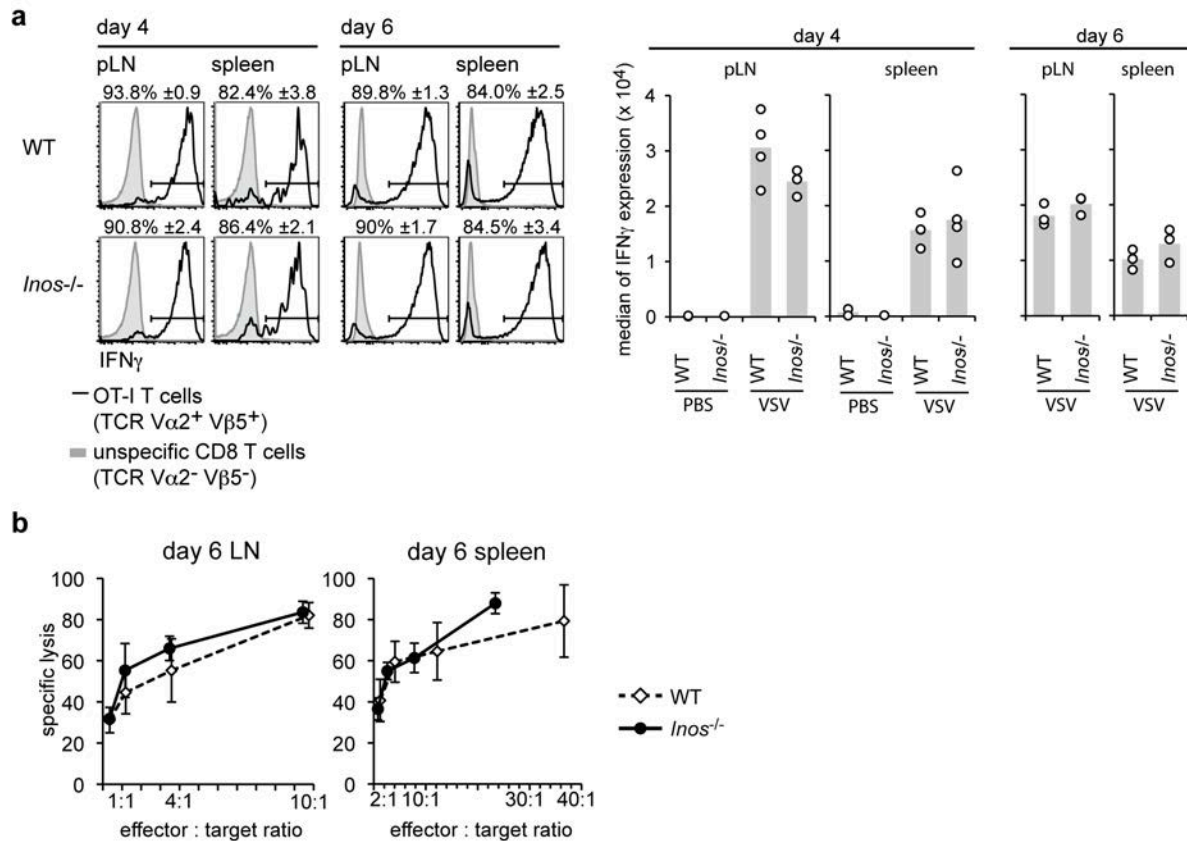 a
day 4
day 6
pLN
spleen
pLN
spleen
93.8% ±0.9
82.4% ±3.8
89.8% ±1.3
84.0% ±2.5
WT
90.8% ±2.4
86.4% ±2.1
90% ±1.7
84.5% ±3.4
Inos-/-
IFNγ
OT-I T cells
(TCR Vα2+ Vβ5+)
unspecific CD8 T cells
(TCR Vα2- Vβ5-)
day 4
day 6
pLN
spleen
pLN
spleen
median of IFNγ expression (x 10⁴)
4
3
2
1
0
WT
Inos/-
WT
Inos/-
WT
Inos/-
WT
Inos/-
WT
Inos/-
WT
Inos/-
PBS
VSV
PBS
VSV
VSV
VSV
b
day 6 LN
day 6 spleen
specific lysis
100
80
60
40
20
0
1:1
4:1
10:1
effector : target ratio
100
80
60
40
20
0
2:1
10:1
30:1
40:1
effector : target ratio
WT
Inos-/-